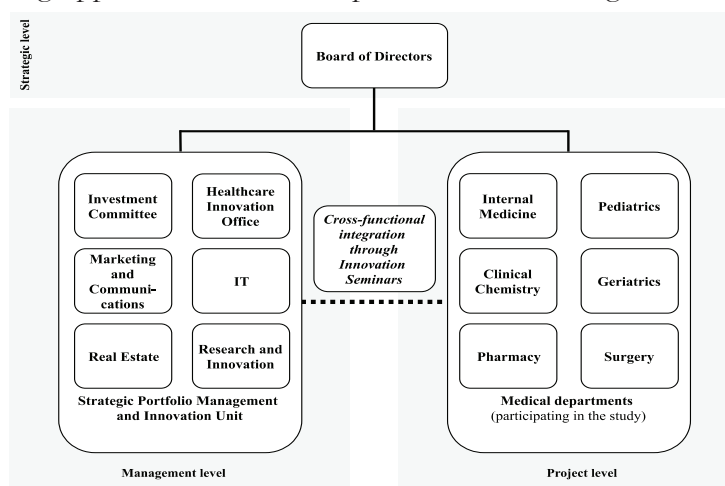 Strategic level
Board of Directors
Investment
Committee
Healthcare
Innovation
Office
Marketing
and
Communi-
cations
IT
Real Estate
Research and
Innovation
Strategic Portfolio Management
and Innovation Unit
Management level
Cross-functional
integration
through
Innovation
Seminars
Internal
Medicine
Pediatrics
Clinical
Chemistry
Geriatrics
Pharmacy
Surgery
Medical departments
(participating in the study)
Project level